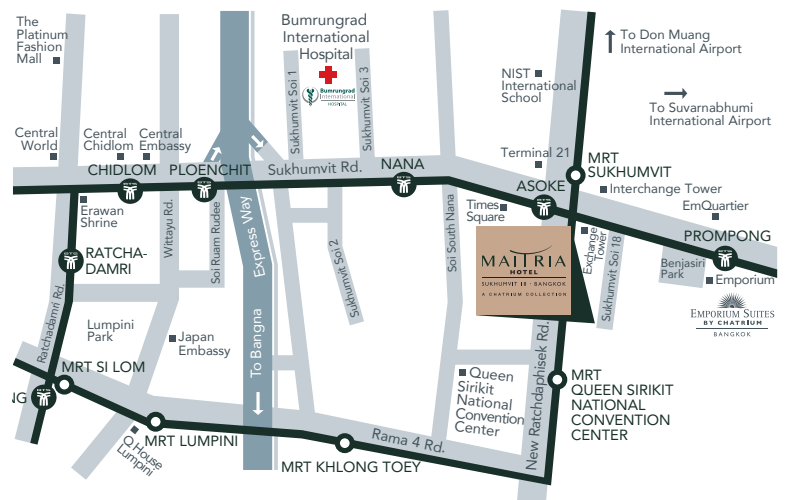 The
Platinum
Fashion
Mall
Bumrungrad
International
Hospital
Bumrungrad
International
HOSPITAL
Sukhumvit Soi 1
Sukhumvit Soi 3
To Don Muang
International Airport
NIST
International
School
To Suvarnabhumi
International Airport
Central
World
Central
Chidlom
Central
Embassy
Terminal 21
MRT
SUKHUMVIT
CHIDLOM
PLOENCHIT
Sukhumvit Rd.
NANA
ASOKE
Interchange Tower
EmQuartier
Erawan
Shrine
Wittayu Rd.
Soi Ruam Rudee
Express Way
Sukhumvit Soi 2
Soi South Nana
Times
Square
Exchange
Tower
Sukhumvit Soi 18
PROMPONG
Benjasiri
Park
Emporium
RATCHA-
DAMRI
Ratchadamri Rd.
MAITRIA
HOTEL
SUKHUMVIT 18 - BANGKOK
A CHATRIUM COLLECTION
EMPORIUM SUITES
BY CHATRIUM
BANGKOK
Lumpini
Park
Japan
Embassy
To Bangna
New Ratchdaphisek Rd.
MRT SI LOM
NG
Queen
Sirikit
National
Convention
Center
MRT
QUEEN SIRIKIT
NATIONAL
CONVENTION
CENTER
MRT LUMPINI
Q House
Lumpini
Rama 4 Rd.
MRT KHLONG TOEY